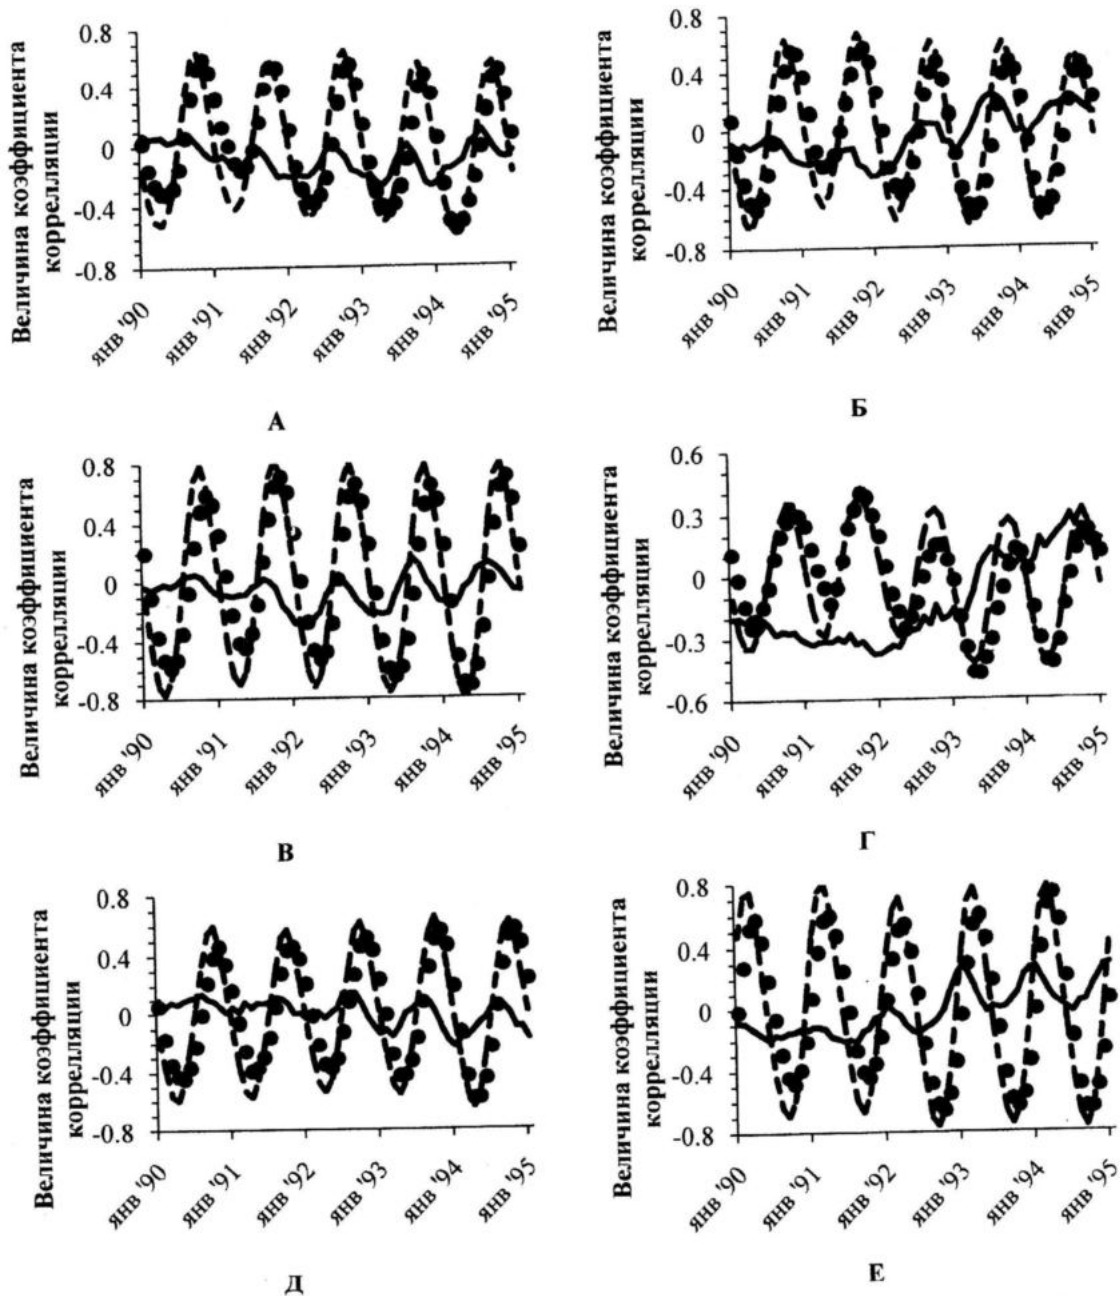 Величина коэффициента
корреляции
0.8
0.4
0
-0.4
-0.8
янв '90
янв '91
янв '92
янв '93
янв '94
янв '95
А
Величина коэффициента
корреляции
0.8
0.4
0
-0.4
-0.8
янв '90
янв '91
янв '92
янв '93
янв '94
янв '95
Б
Величина коэффициента
корреляции
0.8
0.4
0
-0.4
-0.8
янв '90
янв '91
янв '92
янв '93
янв '94
янв '95
В
Величина коэффициента
корреляции
0.6
0.3
0
-0.3
-0.6
янв '90
янв '91
янв '92
янв '93
янв '94
янв '95
Г
Величина коэффициента
корреляции
0.8
0.4
0
-0.4
-0.8
янв '90
янв '91
янв '92
янв '93
янв '94
янв '95
Д
Величина коэффициента
корреляции
0.8
0.4
0
-0.4
-0.8
янв '90
янв '91
янв '92
янв '93
янв '94
янв '95
Е